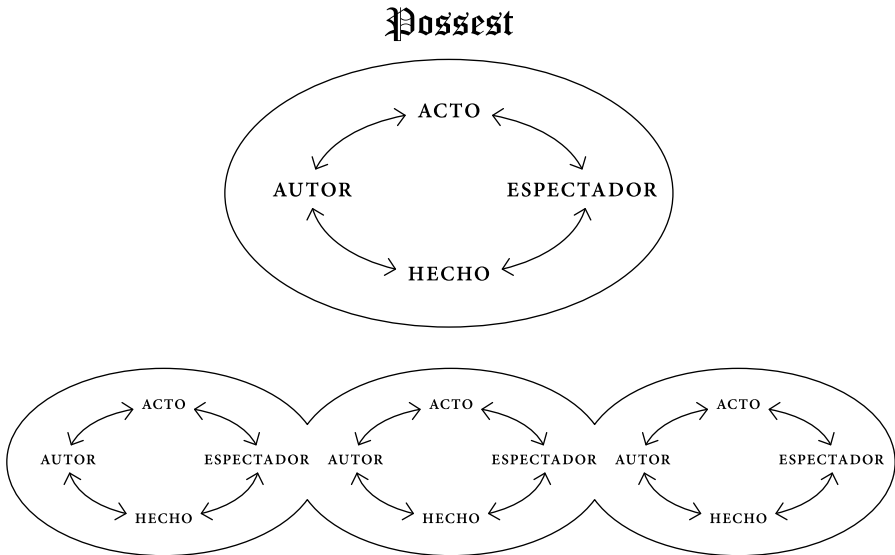 Possest
ACTO
AUTOR ESPECTADOR
HECHO
ACTO ACTO ACTO
AUTOR ESPECTADOR AUTOR ESPECTADOR AUTOR ESPECTADOR
HECHO HECHO HECHO